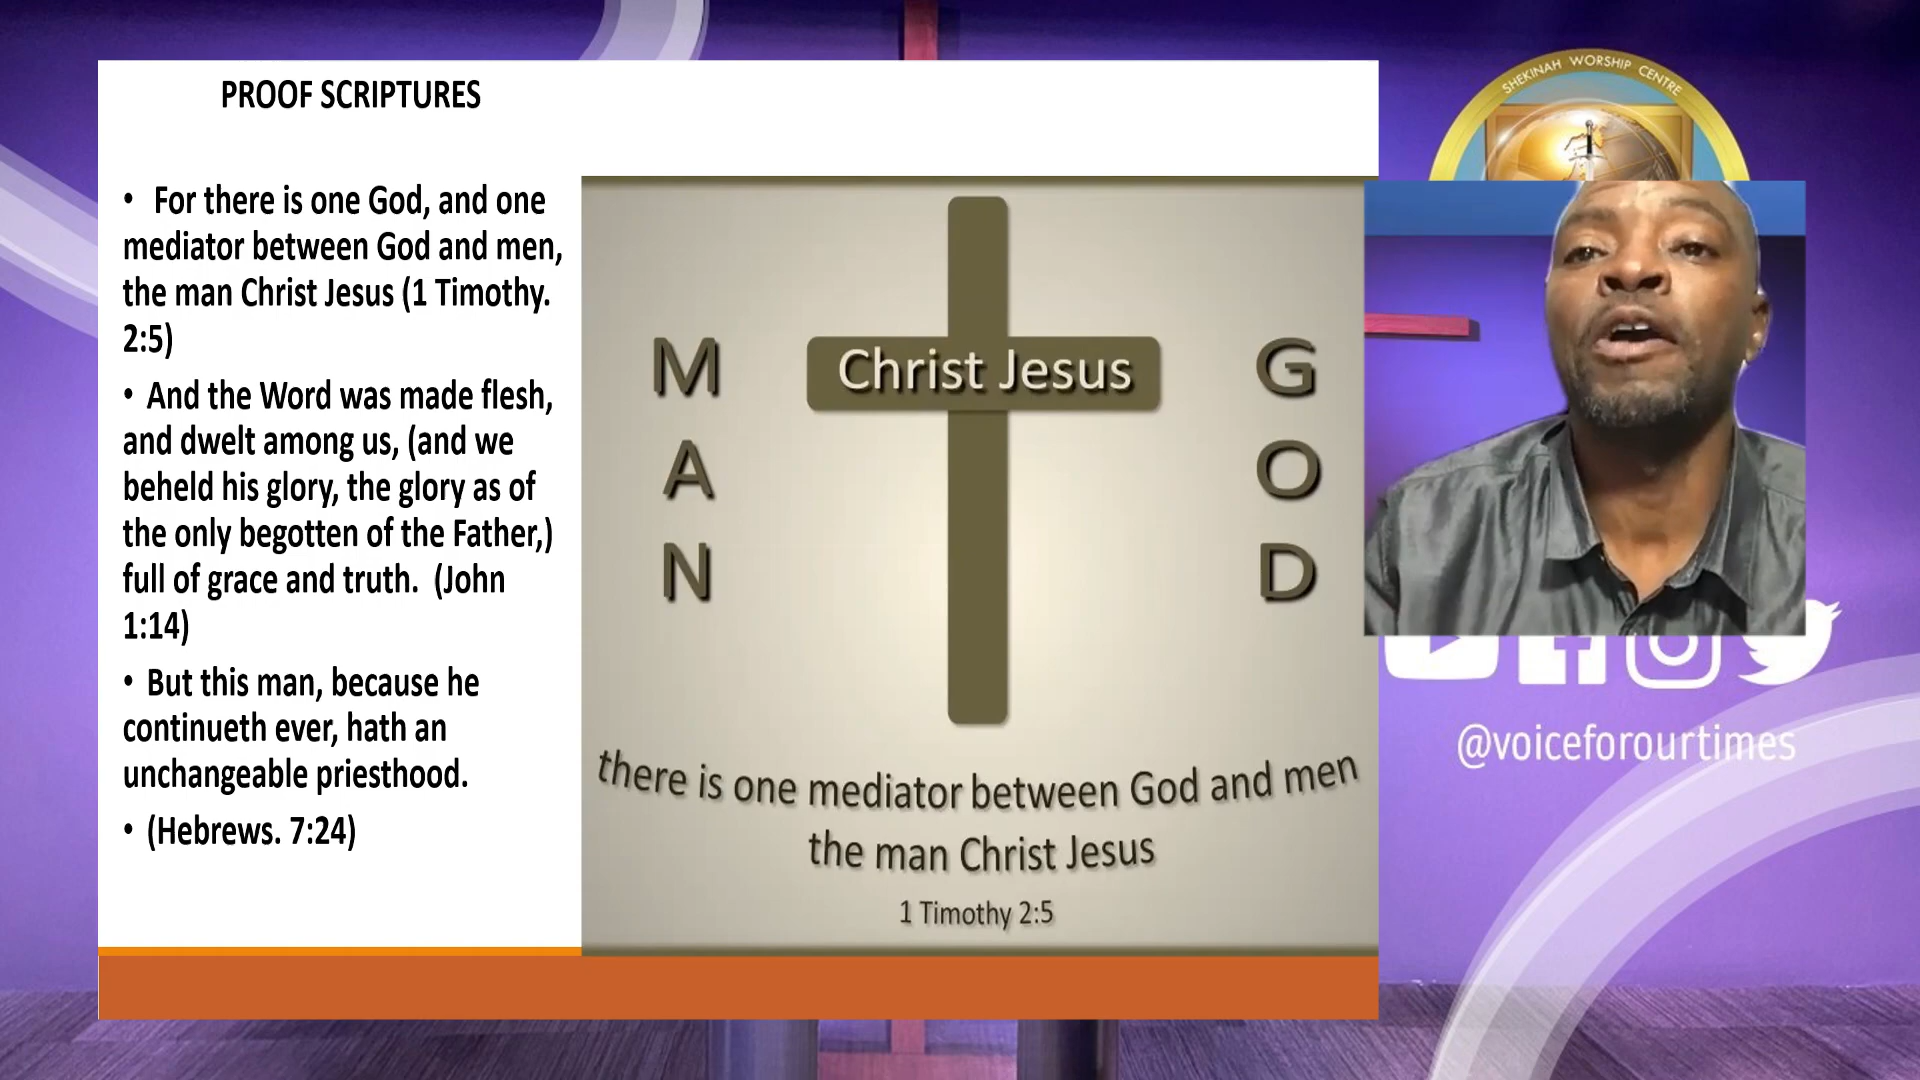 PROOF SCRIPTURES
• For there is one God, and one
mediator between God and men,
the man Christ Jesus (1 Timothy.
2:5)
• And the Word was made flesh,
and dwelt among us, (and we
beheld his glory, the glory as of
the only begotten of the Father,)
full of grace and truth. (John
1:14)
• But this man, because he
continueth ever, hath an
unchangeable priesthood.
• (Hebrews. 7:24)
MAN
Christ Jesus
GOD
there is one mediator between God and men
the man Christ Jesus
1 Timothy 2:5
SHEKINAH WORSHIP CENTRE
@voiceforourtimes